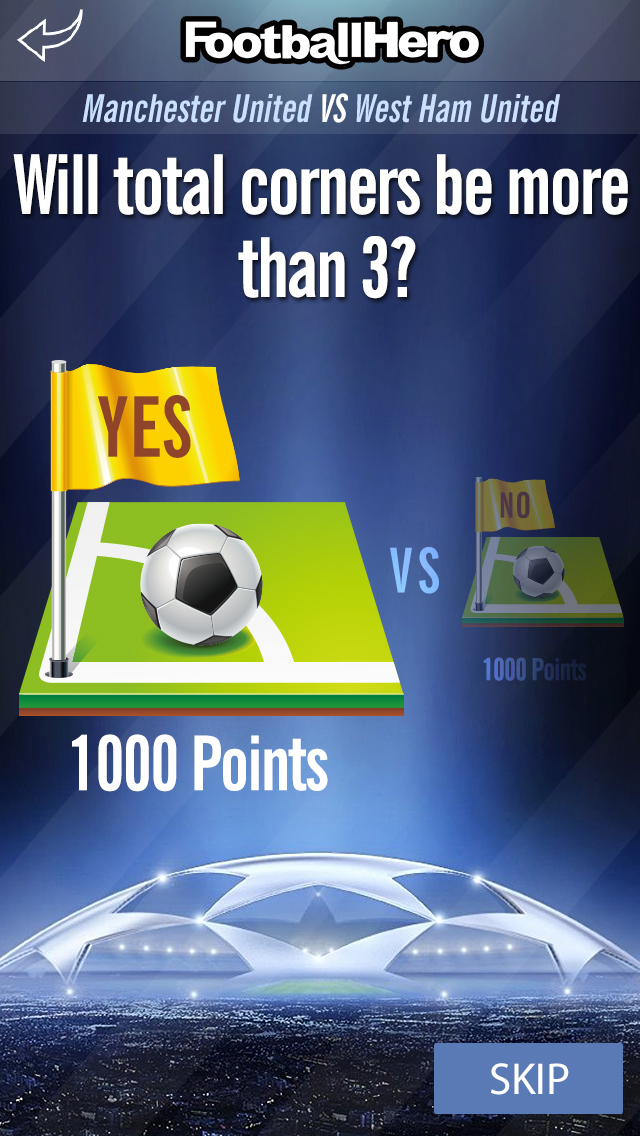 FootballHero
Manchester United VS West Ham United
Will total corners be more
than 3?
YES
NO
VS
1000 Points
1000 Points
SKIP